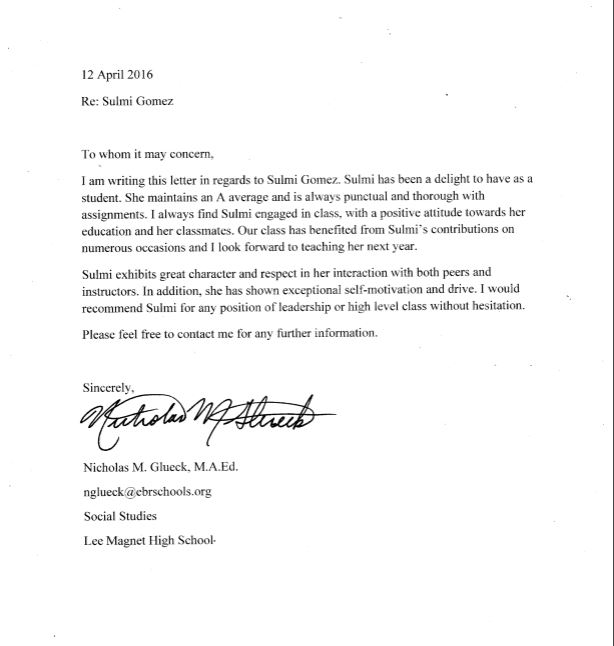 12 April 2016
Re: Sulmi Gomez
To whom it may concern,
I am writing this letter in regards to Sulmi Gomez. Sulmi has been a delight to have as a
student. She maintains an A average and is always punctual and thorough with
assignments. I always find Sulmi engaged in class, with a positive attitude towards her
education and her classmates. Our class has benefited from Sulmi's contributions on
numerous occasions and I look forward to teaching her next year.
Sulmi exhibits great character and respect in her interaction with both peers and
instructors. In addition, she has shown exceptional self-motivation and drive. I would
recommend Sulmi for any position of leadership or high level class without hesitation.
Please feel free to contact me for any further information.
Sincerely,
Nicholas M Glueck
Nicholas M. Glueck, M.A.Ed.
nglueck@ebrschools.org
Social Studies
Lee Magnet High School